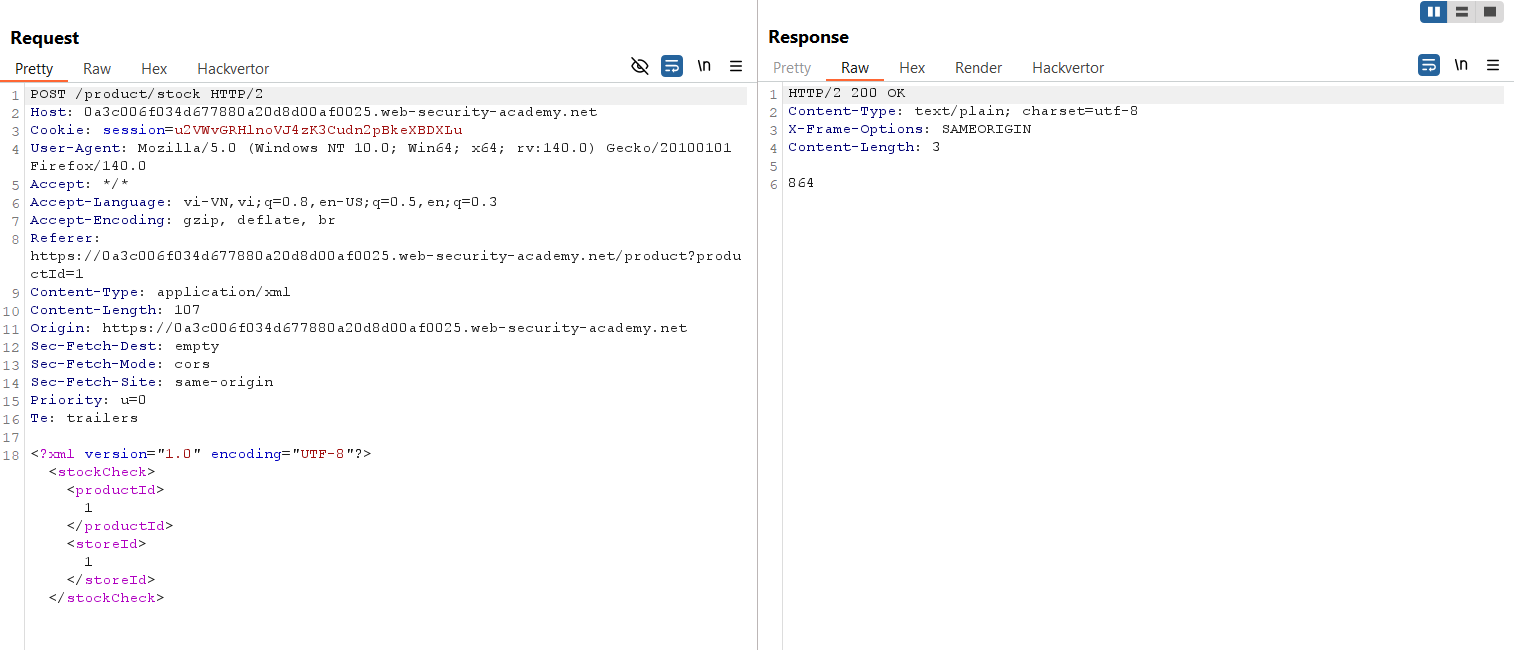 Request
Pretty Raw Hex Hackvertor
\n
1 POST /product/stock HTTP/2
2 Host: 0a3c006f034d677880a20d8d00af0025.web-security-academy.net
3 Cookie: session=u2VWvGRHlnoVJ4zK3Cudn2pBkeXBDXLu
4 User-Agent: Mozilla/5.0 (Windows NT 10.0; Win64; x64; rv:140.0) Gecko/20100101
Firefox/140.0
5 Accept: */*
6 Accept-Language: vi-VN,vi;q=0.8,en-US;q=0.5,en;q=0.3
7 Accept-Encoding: gzip, deflate, br
8 Referer:
https://0a3c006f034d677880a20d8d00af0025.web-security-academy.net/product?produ
ctId=1
9 Content-Type: application/xml
10 Content-Length: 107
11 Origin: https://0a3c006f034d677880a20d8d00af0025.web-security-academy.net
12 Sec-Fetch-Dest: empty
13 Sec-Fetch-Mode: cors
14 Sec-Fetch-Site: same-origin
15 Priority: u=0
16 Te: trailers
17
18 <?xml version="1.0" encoding="UTF-8"?>
<stockCheck>
<productId>
1
</productId>
<storeId>
1
</storeId>
</stockCheck>
Response
Pretty Raw Hex Render Hackvertor
\n
1 HTTP/2 200 OK
2 Content-Type: text/plain; charset=utf-8
3 X-Frame-Options: SAMEORIGIN
4 Content-Length: 3
5
6 864